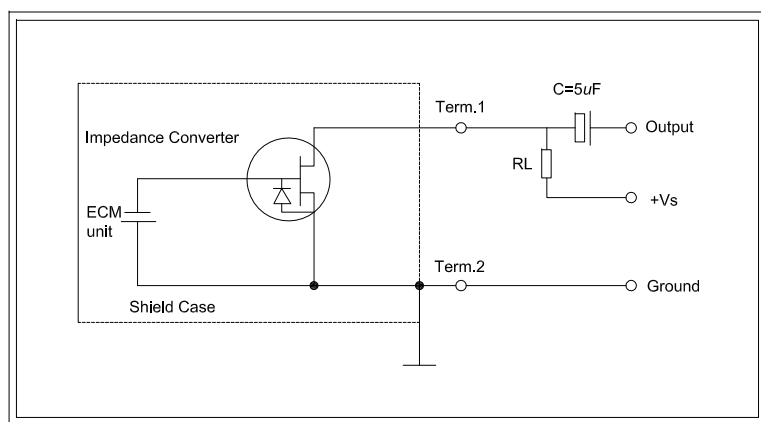 C=5uF
Term.1
Output
Impedance Converter
RL
+Vs
ECM
unit
Term.2
Ground
Shield Case